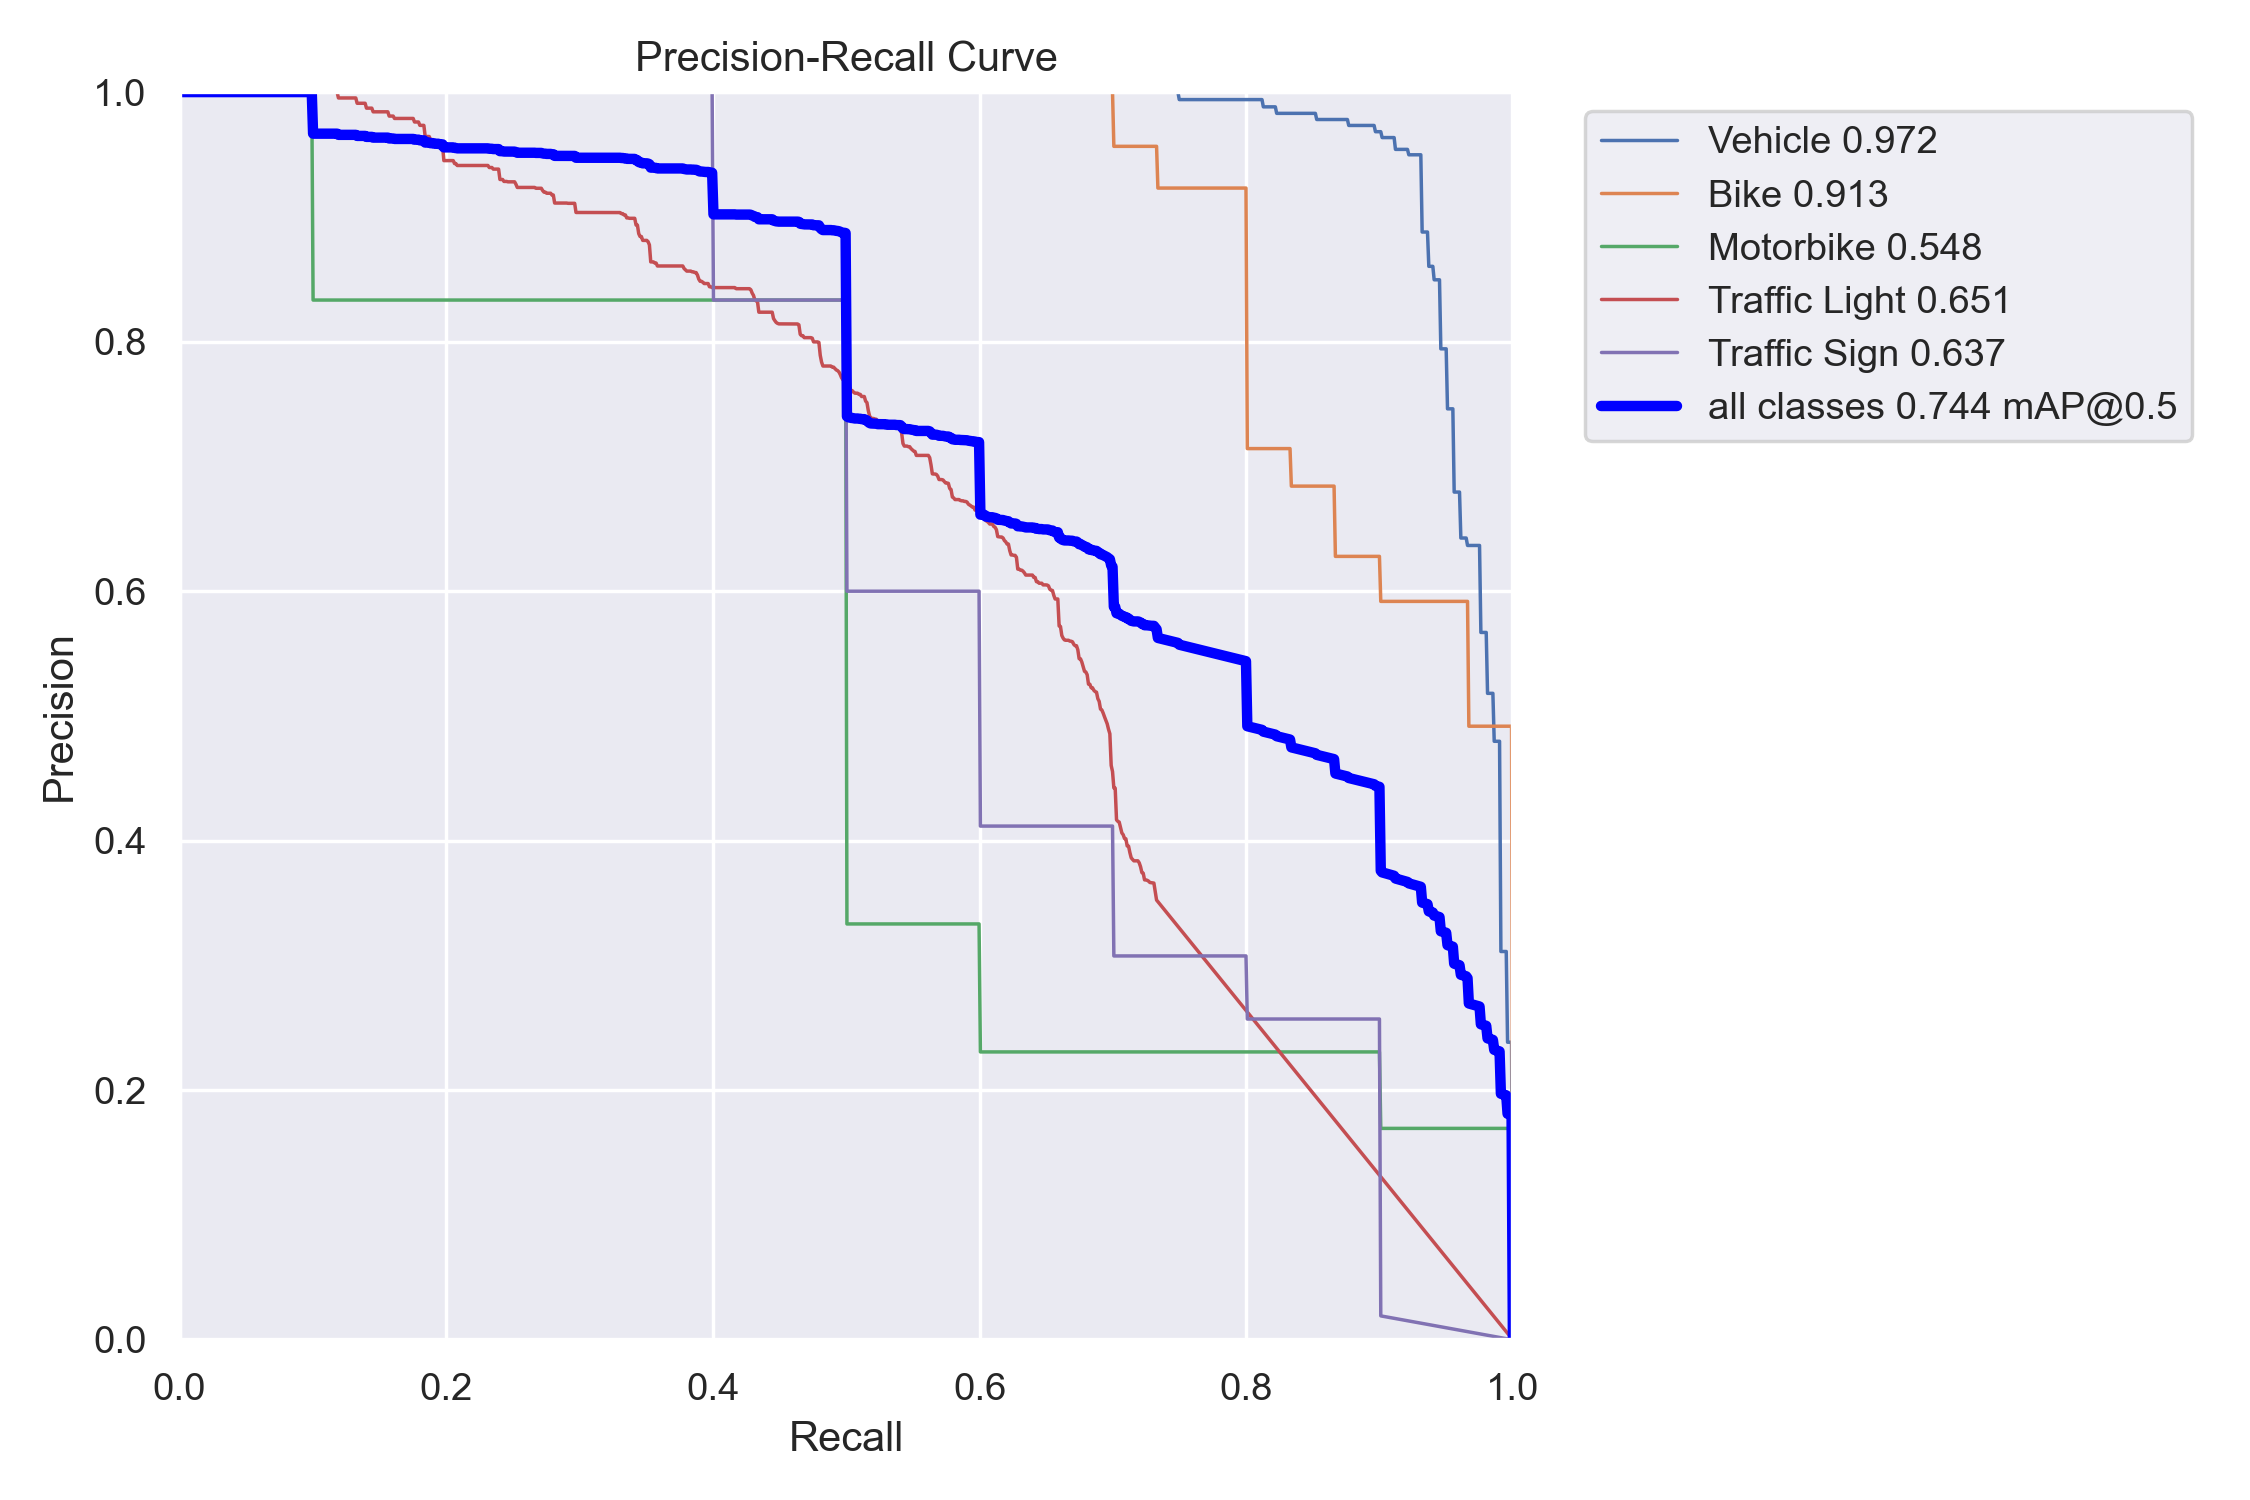 Precision-Recall Curve
1.0
0.8
0.6
0.4
0.2
0.0
Precision
0.0 0.2 0.4 0.6 0.8 1.0
Recall
Vehicle 0.972
Bike 0.913
Motorbike 0.548
Traffic Light 0.651
Traffic Sign 0.637
all classes 0.744 mAP@0.5